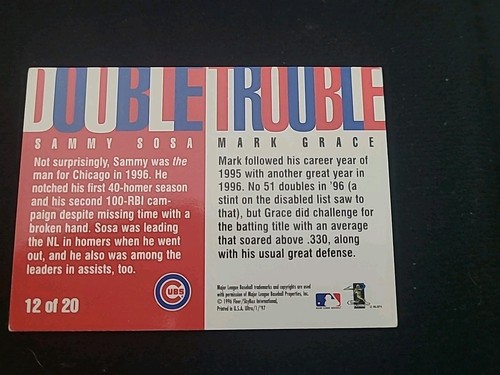 DOUBLE TROUBLE
SAMMY SOSA
Not surprisingly, Sammy was the
man for Chicago in 1996. He
notched his first 40-homer season
and his second 100-RBI cam-
paign despite missing time with a
broken hand. Sosa was leading
the NL in homers when he went
out, and he also was among the
leaders in assists, too.
12 of 20
CUBS
MARK GRACE
Mark followed his career year of
1995 with another great year in
1996. No 51 doubles in '96 (a
stint on the disabled list saw to
that), but Grace did challenge for
the batting title with an average
that soared above .330, along
with his usual great defense.
Major League Baseball trademarks and copyrights are used
with permission of Major League Baseball Properties, Inc.
© 1996 Fleer/SkyBox International,
Printed in U.S.A. Ultra/1/'97